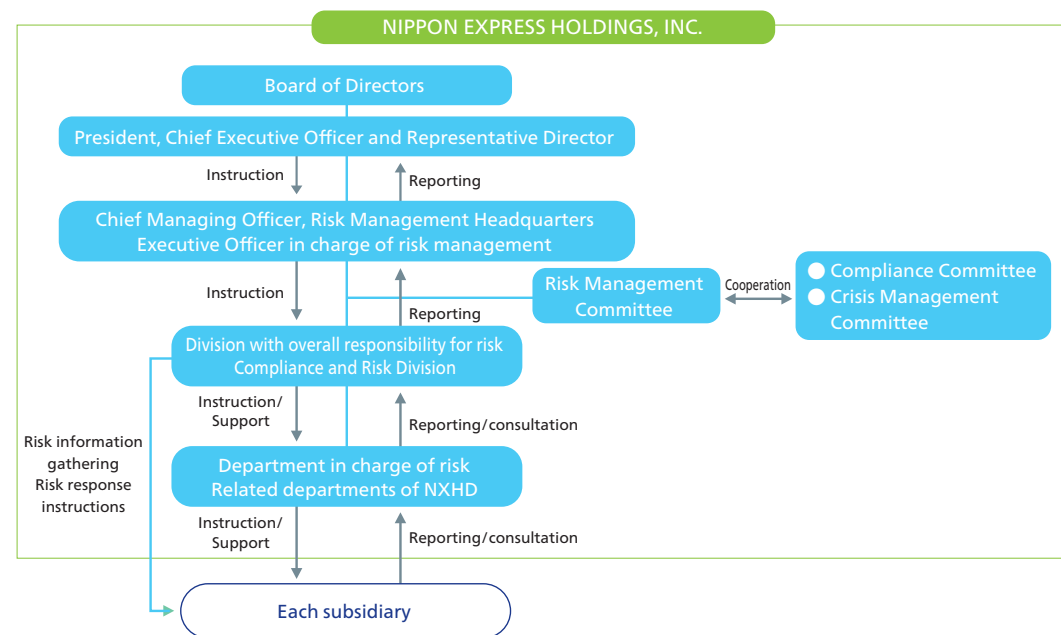 NIPPON EXPRESS HOLDINGS, INC.
Board of Directors
President, Chief Executive Officer and Representative Director
Instruction
Reporting
Chief Managing Officer, Risk Management Headquarters
Executive Officer in charge of risk management
Instruction
Reporting
Risk Management
Committee
Cooperation
Compliance Committee
Crisis Management
Committee
Division with overall responsibility for risk
Compliance and Risk Division
Instruction/
Support
Reporting/consultation
Risk information
gathering
Risk response
instructions
Department in charge of risk
Related departments of NXHD
Instruction/
Support
Reporting/consultation
Each subsidiary